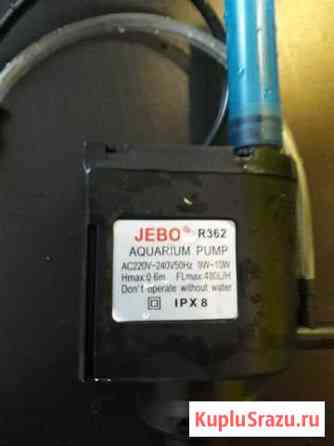 JEBO® R362
AQUARIUM PUMP
AC220V-240V50Hz 9W-10W
Hmax:0.6m FLmax:480L/H
Don't operate without water
IPX8
KupluSrazu.ru